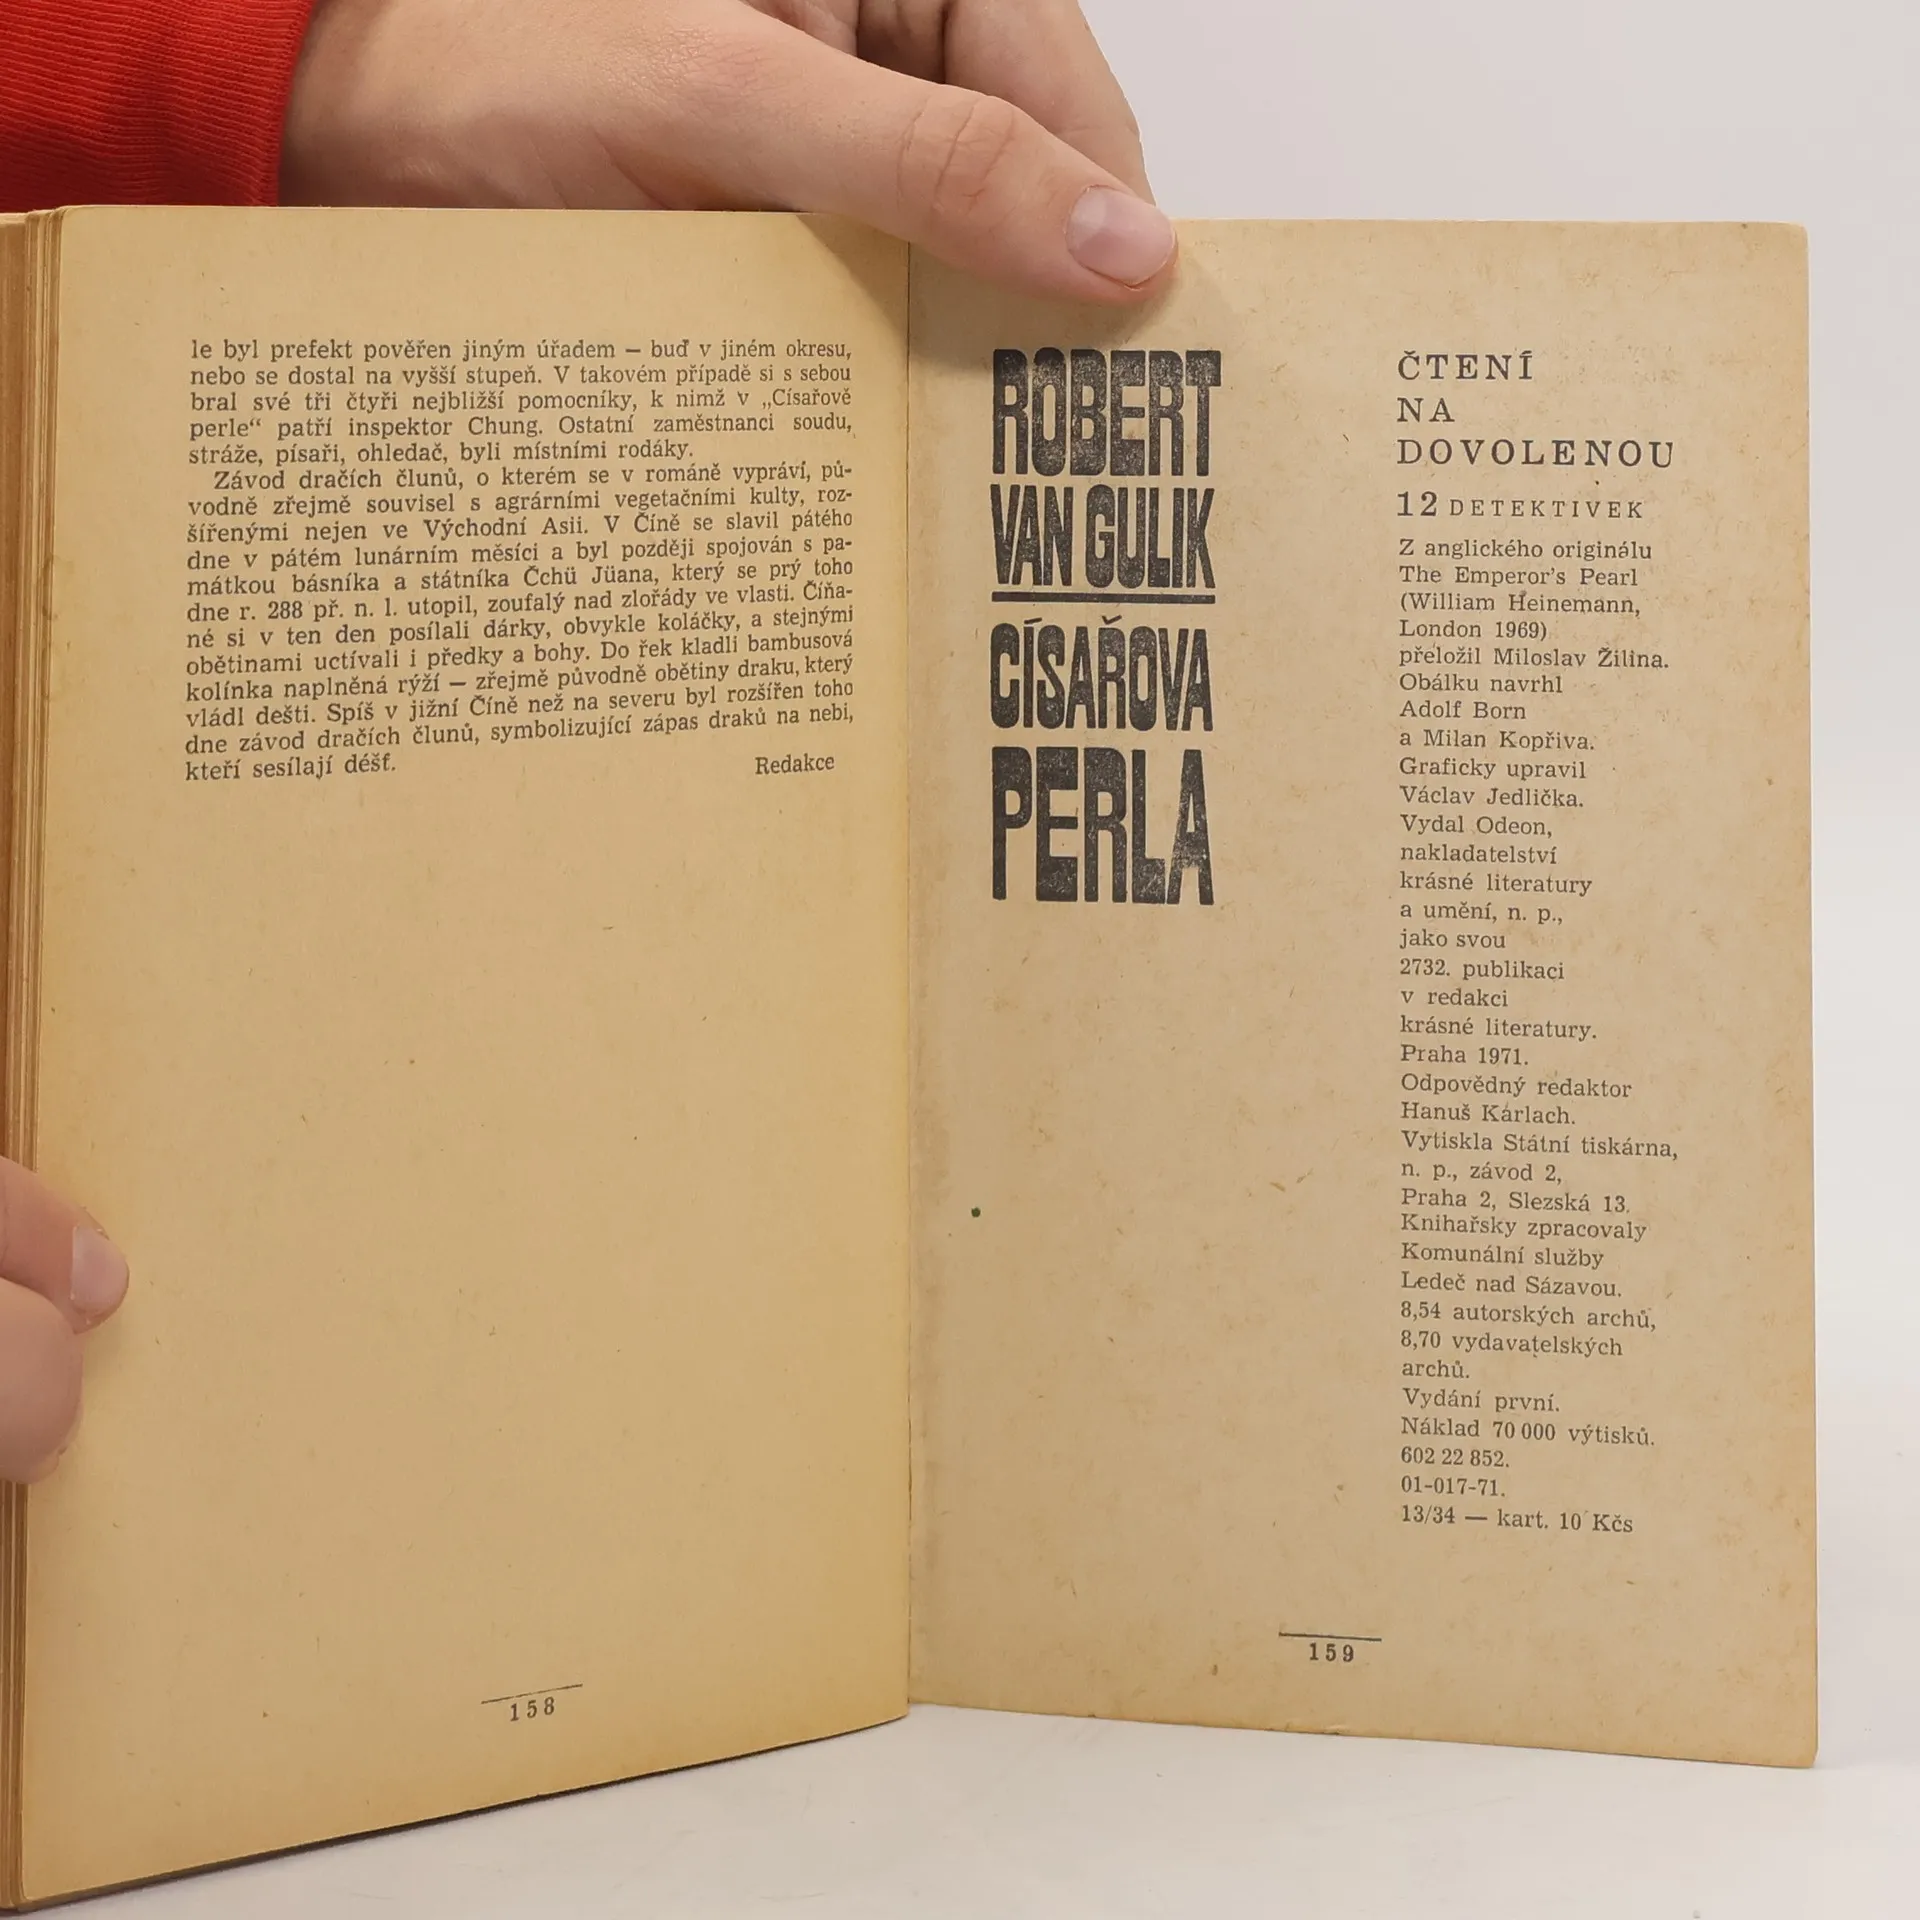 le byl prefekt pověřen jiným úřadem — buď v jiném okresu,
nebo se dostal na vyšší stupeň. V takovém případě si s sebou
bral své tři čtyři nejbližší pomocníky, k nimž v „Císařově
perle“ patří inspektor Chung. Ostatní zaměstnanci soudu,
stráže, písaři, ohledač, byli místními rodáky.
Závod dračích člunů, o kterém se v románě vypráví, pů-
vodně zřejmě souvisel s agrárními vegetačními kulty, roz-
šířenými nejen ve Východní Asii. V Číně se slavil pátého
dne v pátém lunárním měsíci a byl později spojován s pa-
mátkou básníka a státníka Čchü Jüana, který se prý toho
dne r. 288 př. n. l. utopil, zoufalý nad zlořády ve vlasti. Číňa-
né si v ten den posílali dárky, obvykle koláčky, a stejnými
obětinami uctívali i předky a bohy. Do řek kladli bambusová
kolínka naplněná rýží — zřejmě původně obětiny draku, který
vládl dešti. Spíš v jižní Číně než na severu byl rozšířen toho
dne závod dračích člunů, symbolizující zápas draků na nebi,
kteří sesílají déšť.
Redakce
158
ROBERT
VAN GULIK
CÍSAŘOVA
PERLA
ČTENÍ
NA
DOVOLENOU
12 DETEKTIVEK
Z anglického originálu
The Emperor's Pearl
(William Heinemann,
London 1969)
přeložil Miloslav Žilina.
Obálku navrhl
Adolf Born
a Milan Kopřiva.
Graficky upravil
Václav Jedlička.
Vydal Odeon,
nakladatelství
krásné literatury
a umění, n. p.,
jako svou
2732. publikaci
v redakci
krásné literatury.
Praha 1971.
Odpovědný redaktor
Hanuš Karlach.
Vytiskla Státní tiskárna,
n. p., závod 2,
Praha 2, Slezská 13.
Knihařsky zpracovaly
Komunální služby
Ledeč nad Sázavou.
8,54 autorských archů,
8,70 vydavatelských
archů.
Vydání první.
Náklad 70 000 výtisků.
602 22 852.
01-017-71.
13/34 — kart. 10 Kčs
159